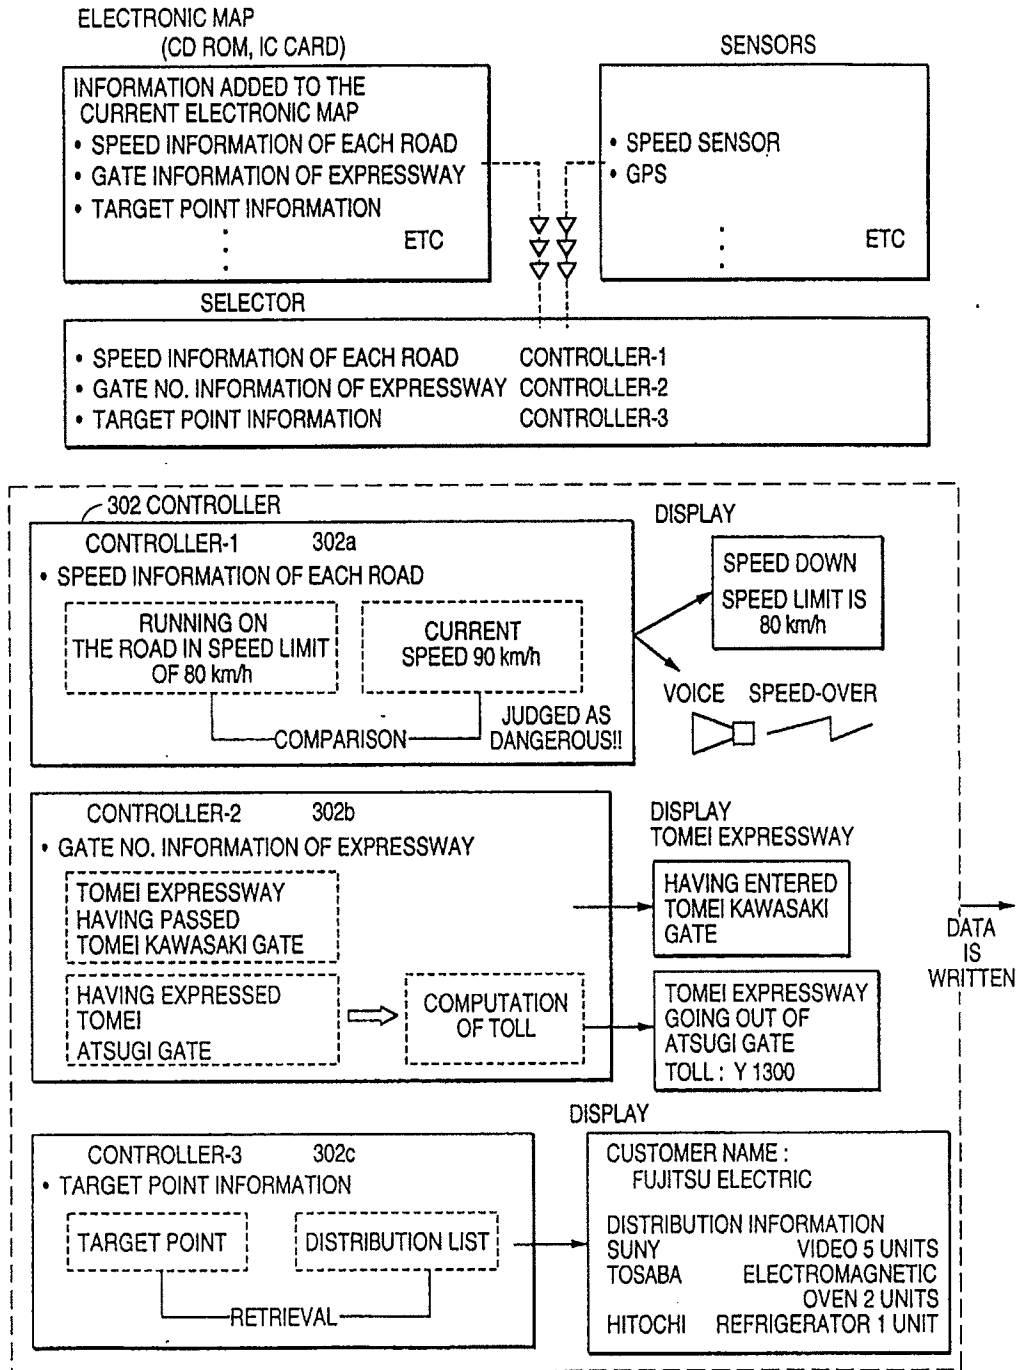 ELECTRONIC MAP
(CD ROM, IC CARD)
SENSORS
INFORMATION ADDED TO THE
CURRENT ELECTRONIC MAP
• SPEED INFORMATION OF EACH ROAD
• GATE INFORMATION OF EXPRESSWAY
• TARGET POINT INFORMATION
ETC
• SPEED SENSOR
• GPS
ETC
SELECTOR
• SPEED INFORMATION OF EACH ROAD CONTROLLER-1
• GATE NO. INFORMATION OF EXPRESSWAY CONTROLLER-2
• TARGET POINT INFORMATION CONTROLLER-3
302 CONTROLLER
CONTROLLER-1 302a
• SPEED INFORMATION OF EACH ROAD
RUNNING ON
THE ROAD IN SPEED LIMIT
OF 80 km/h
CURRENT
SPEED 90 km/h
COMPARISON
JUDGED AS
DANGEROUS!!
DISPLAY
SPEED DOWN
SPEED LIMIT IS
80 km/h
VOICE SPEED-OVER
CONTROLLER-2 302b
• GATE NO. INFORMATION OF EXPRESSWAY
TOMEI EXPRESSWAY
HAVING PASSED
TOMEI KAWASAKI GATE
HAVING EXPRESSED
TOMEI
ATSUGI GATE
COMPUTATION
OF TOLL
DISPLAY
TOMEI EXPRESSWAY
HAVING ENTERED
TOMEI KAWASAKI
GATE
TOMEI EXPRESSWAY
GOING OUT OF
ATSUGI GATE
TOLL : Y 1300
DATA
IS
WRITTEN
CONTROLLER-3 302c
• TARGET POINT INFORMATION
TARGET POINT
DISTRIBUTION LIST
RETRIEVAL
DISPLAY
CUSTOMER NAME :
FUJITSU ELECTRIC
DISTRIBUTION INFORMATION
SUNY VIDEO 5 UNITS
TOSABA ELECTROMAGNETIC
OVEN 2 UNITS
HITOCHI REFRIGERATOR 1 UNIT